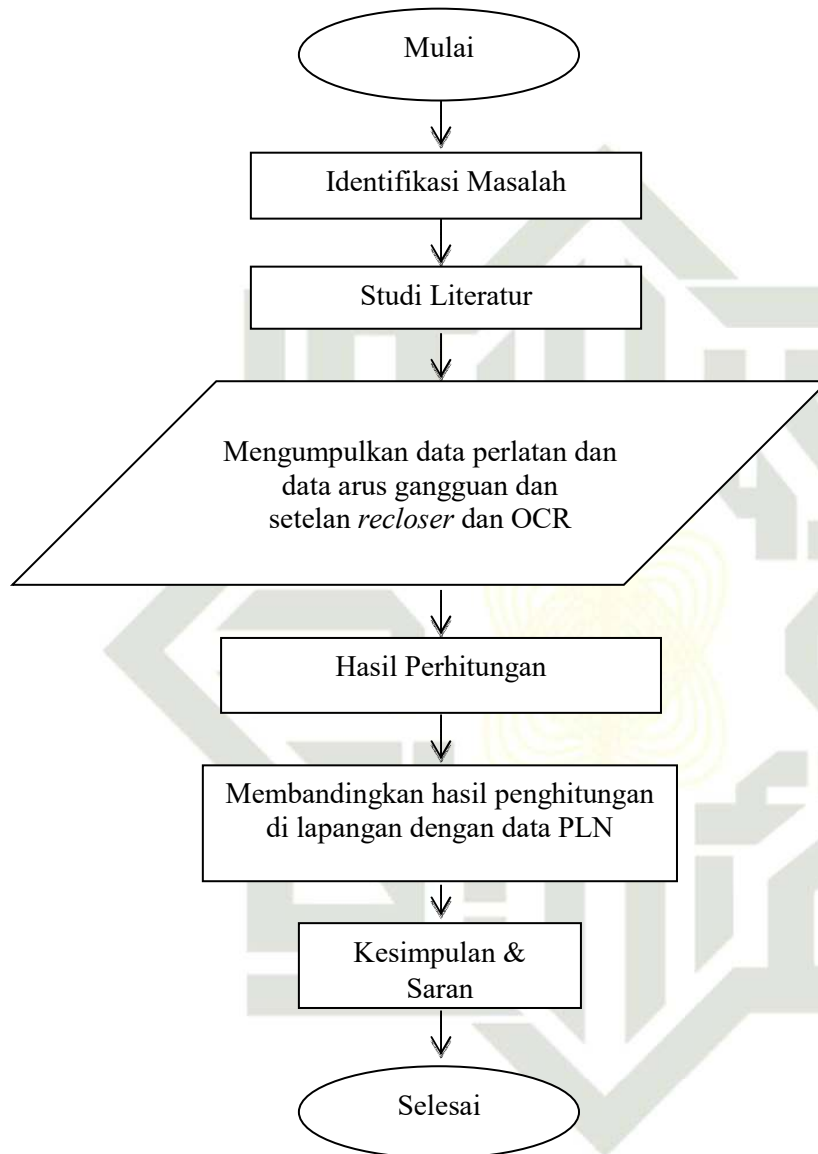 Mulai
Identifikasi Masalah
Studi Literatur
Mengumpulkan data perlatan dan
data arus gangguan dan
setelan recloser dan OCR
Hasil Perhitungan
Membandingkan hasil penghitungan
di lapangan dengan data PLN
Kesimpulan &
Saran
Selesai